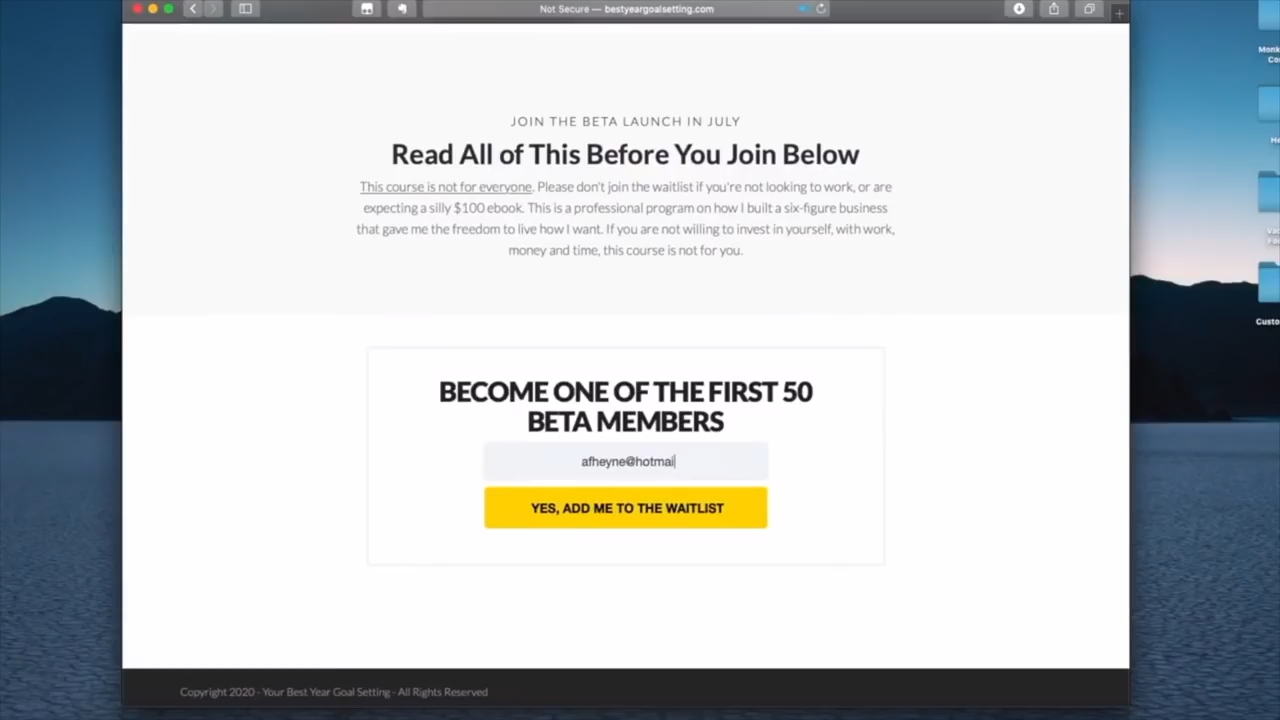 Not Secure — bestyeargoalsetting.com
JOIN THE BETA LAUNCH IN JULY
Read All of This Before You Join Below
This course is not for everyone. Please don't join the waitlist if you're not looking to work, or are
expecting a silly $100 ebook. This is a professional program on how I built a six-figure business
that gave me the freedom to live how I want. If you are not willing to invest in yourself, with work,
money and time, this course is not for you.
BECOME ONE OF THE FIRST 50
BETA MEMBERS
afheyne@hotmai
YES, ADD ME TO THE WAITLIST
Copyright 2020 - Your Best Year Goal Setting - All Rights Reserved
Monk
Co
He
Custo